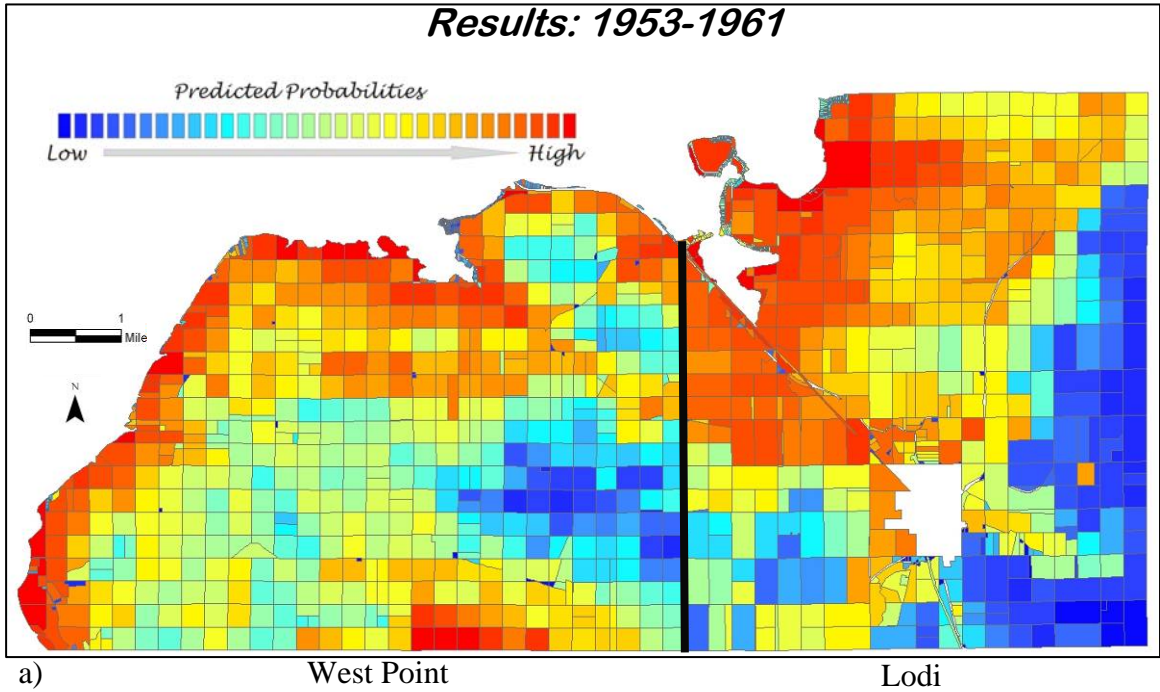 Results: 1953-1961
Predicted Probabilities
Low High
0 1
Mile
N
a) West Point Lodi